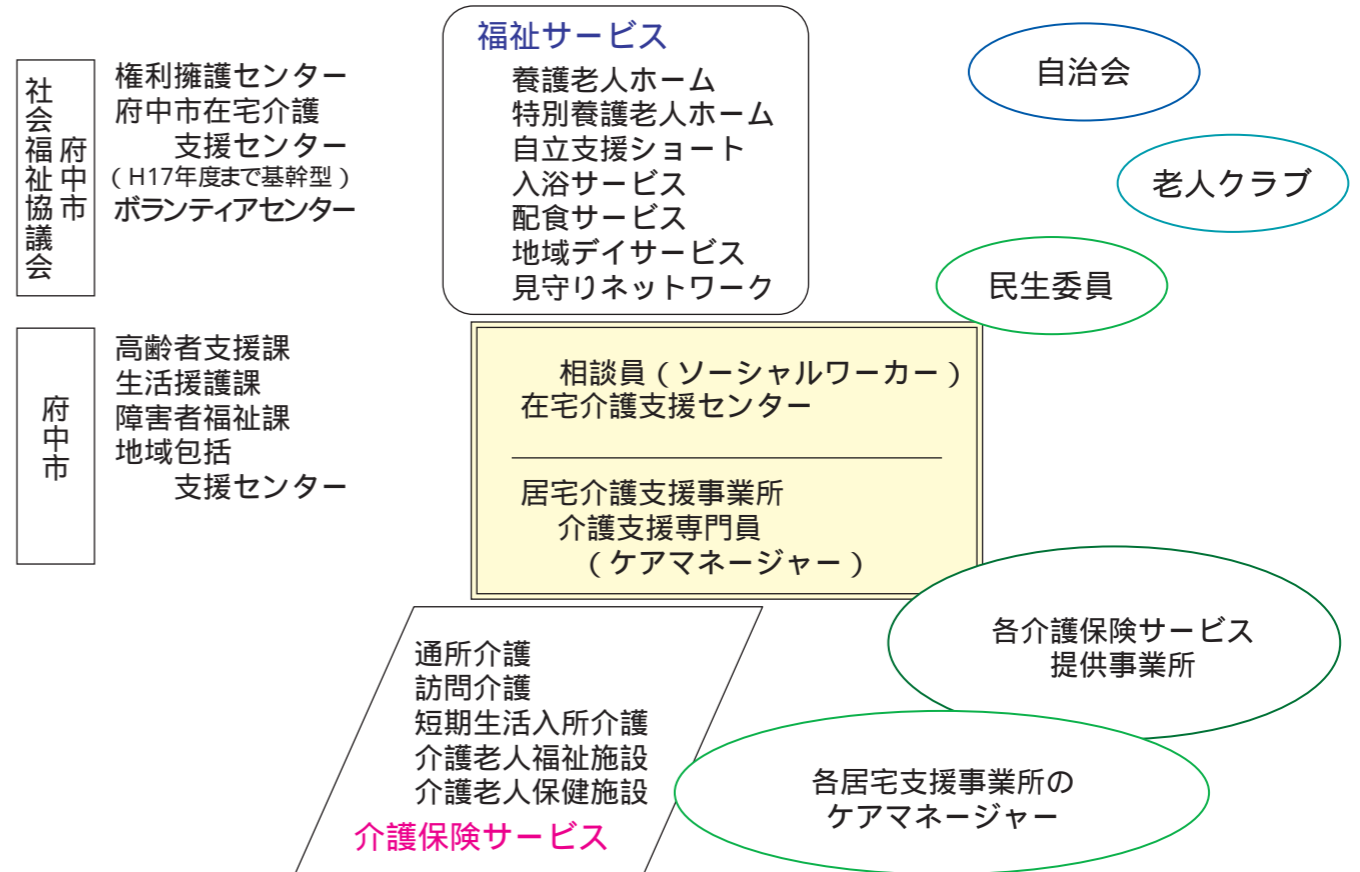 府中市
社会福祉協議会
権利擁護センター
府中市在宅介護
支援センター
(H17年度まで基幹型)
ボランティアセンター
府中市
高齢者支援課
生活援護課
障害者福祉課
地域包括
支援センター
福祉サービス
養護老人ホーム
特別養護老人ホーム
自立支援ショート
入浴サービス
配食サービス
地域デイサービス
見守りネットワーク
相談員(ソーシャルワーカー)
在宅介護支援センター
居宅介護支援事業所
介護支援専門員
(ケアマネージャー)
通所介護
訪問介護
短期生活入所介護
介護老人福祉施設
介護老人保健施設
介護保険サービス
自治会
老人クラブ
民生委員
各介護保険サービス
提供事業所
各居宅支援事業所の
ケアマネージャー